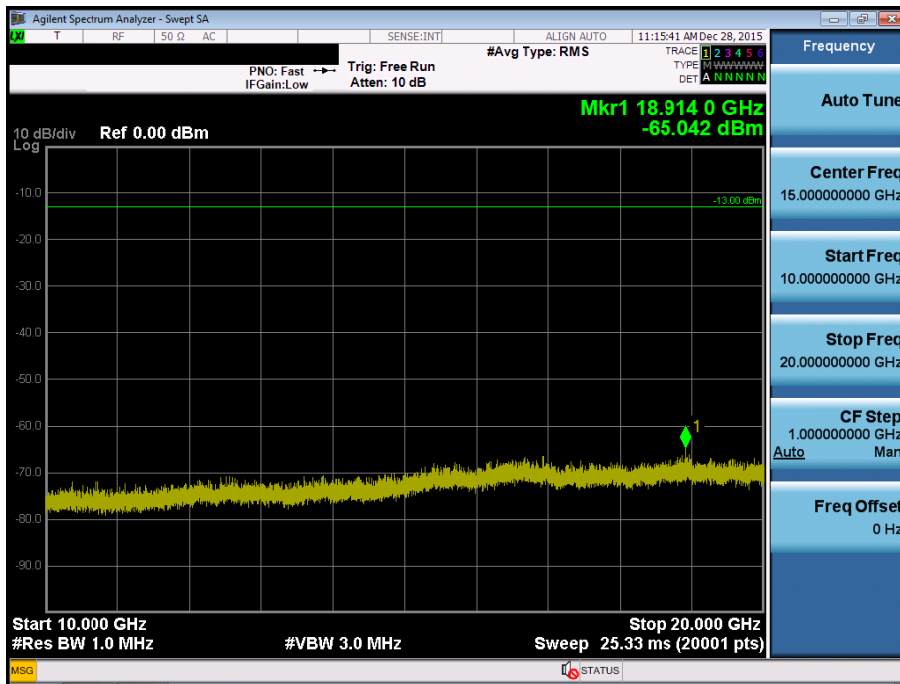 Agilent Spectrum Analyzer - Swept SA
LXI T RF 50 Ω AC SENSE:INT ALIGN AUTO 11:15:41 AM Dec 28, 2015
PNO: Fast
IFGain:Low
Trig: Free Run
Atten: 10 dB
#Avg Type: RMS
TRACE 1 2 3 4 5 6
TYPE M W W W W W
DET A N N N N N
Mkr1 18.914 0 GHz
-65.042 dBm
10 dB/div
Log
Ref 0.00 dBm
-10.0
-13.00 dBm
-20.0
-30.0
-40.0
-50.0
-60.0
1
-70.0
-80.0
-90.0
Start 10.000 GHz
Stop 20.000 GHz
#Res BW 1.0 MHz
#VBW 3.0 MHz
Sweep 25.33 ms (20001 pts)
MSG
STATUS
Frequency
Auto Tune
Center Freq
15.000000000 GHz
Start Freq
10.000000000 GHz
Stop Freq
20.000000000 GHz
CF Step
1.000000000 GHz
Auto Man
Freq Offset
0 Hz